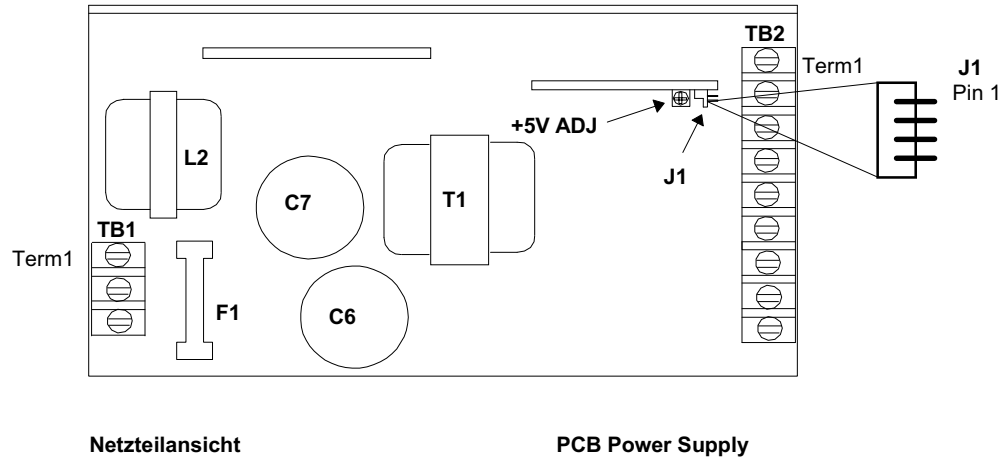 TB2
Term1
J1
Pin 1
+5V ADJ
J1
L2
C7
T1
TB1
Term1
F1
C6
Netzteilansicht
PCB Power Supply